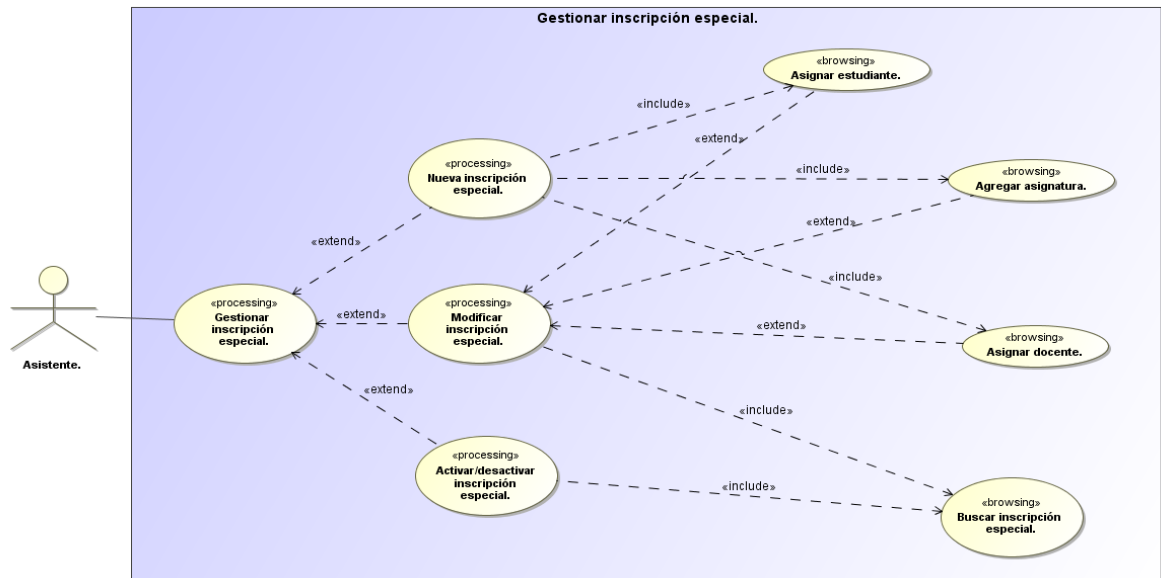 Gestionar inscripción especial.
«browsing»
Asignar estudiante.
«include»
«extend»
«processing»
Nueva inscripción
especial.
«include»
«browsing»
Agregar asignatura.
«extend»
«extend»
«include»
«processing»
Gestionar
inscripción
especial.
«extend»
«processing»
Modificar
inscripción
especial.
«extend»
«browsing»
Asignar docente.
Asistente.
«extend»
«include»
«processing»
Activar/desactivar
inscripción
especial.
«include»
«browsing»
Buscar inscripción
especial.